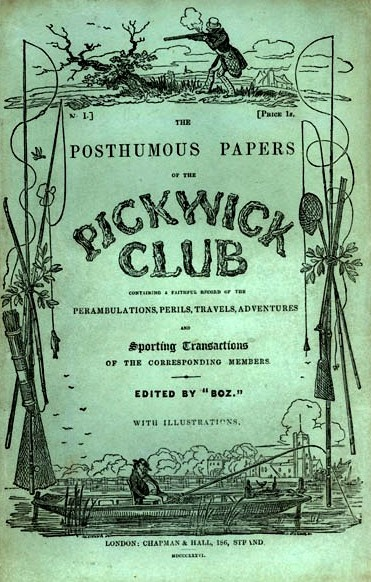 No 1.] [PRICE 1s.
THE
POSTHUMOUS PAPERS
OF THE
PICKWICK
CLUB
CONTAINING A FAITHFUL RECORD OF THE
PERAMBULATIONS, PERILS, TRAVELS, ADVENTURES
AND
Sporting Transactions
OF THE CORRESPONDING MEMBERS.
EDITED BY "BOZ."
WITH ILLUSTRATIONS.
LONDON: CHAPMAN & HALL, 186, STRAND.
MDCCCXXXVI.